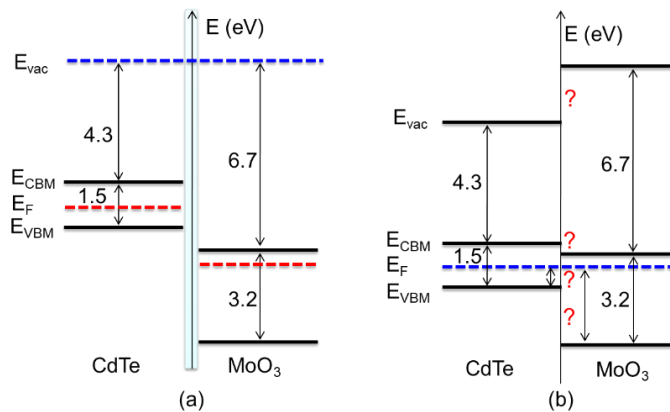 E (eV)
E_vac
4.3
6.7
E_CBM
1.5
E_F
E_VBM
3.2
CdTe
MoO₃
(a)
E (eV)
?
E_vac
6.7
4.3
E_CBM
?
1.5
E_F
?
E_VBM
3.2
?
CdTe
MoO₃
(b)